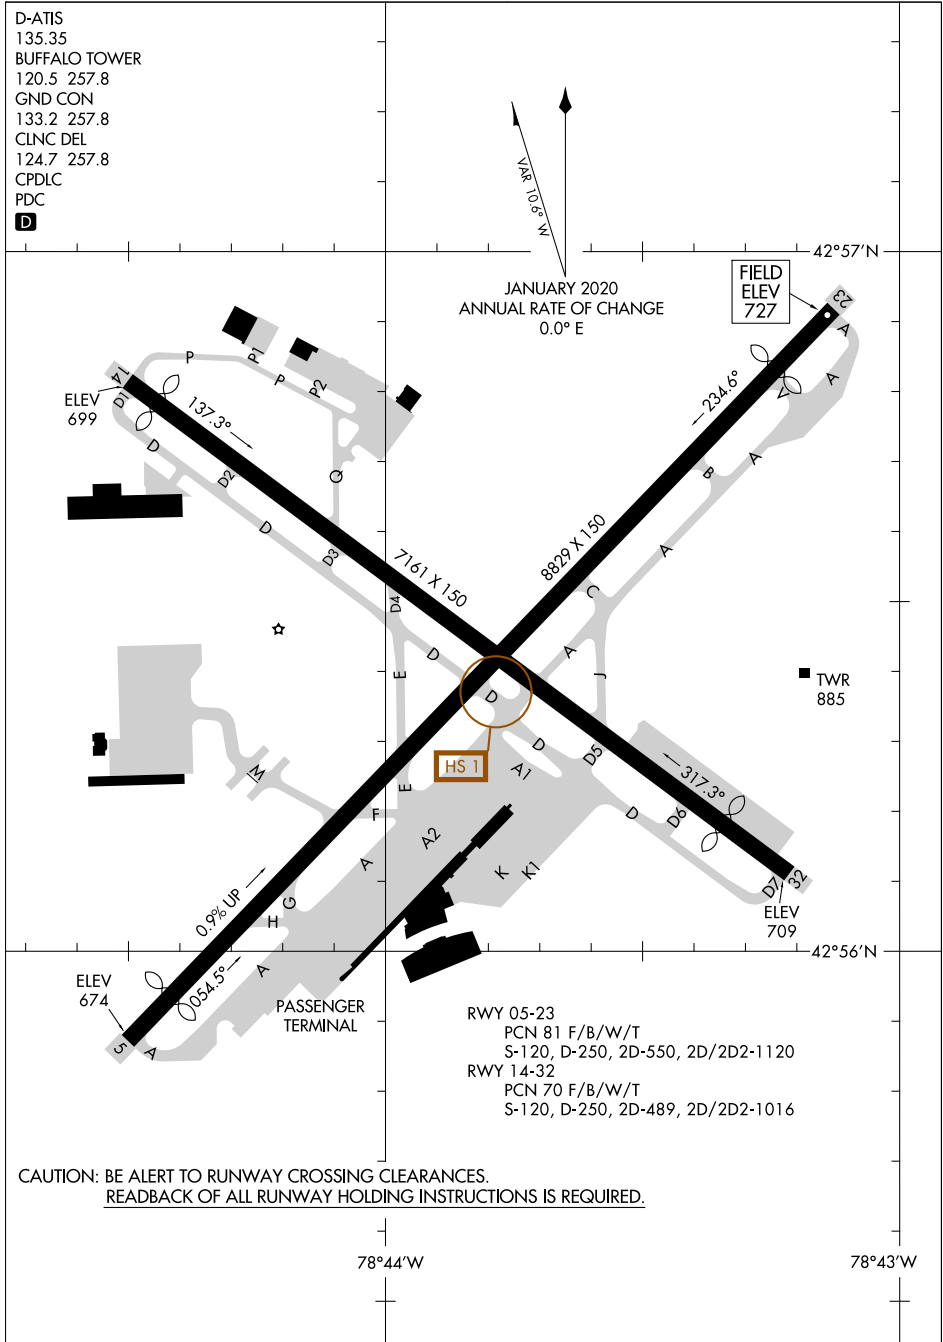 D-ATIS
135.35
BUFFALO TOWER
120.5 257.8
GND CON
133.2 257.8
CLNC DEL
124.7 257.8
CPDLC
PDC
D
VAR 10.6° W
JANUARY 2020
ANNUAL RATE OF CHANGE
0.0° E
42°57'N
FIELD
ELEV
727
23
A
A
V
234.6°
B
A
A
P
P1
P
P2
14
D1
ELEV
699
137.3°
D
D2
Q
D
D3
7161 X 150
8829 X 150
D4
C
D
E
A
J
D
TWR
885
HS 1
D
A1
D5
317.3°
M
E
F
A2
D
D6
A
K
K1
D7
32
ELEV
709
0.9% UP
G
H
A
054.5°
42°56'N
ELEV
674
5
A
PASSENGER
TERMINAL
RWY 05-23
PCN 81 F/B/W/T
S-120, D-250, 2D-550, 2D/2D2-1120
RWY 14-32
PCN 70 F/B/W/T
S-120, D-250, 2D-489, 2D/2D2-1016
CAUTION: BE ALERT TO RUNWAY CROSSING CLEARANCES.
READBACK OF ALL RUNWAY HOLDING INSTRUCTIONS IS REQUIRED.
78°44'W
78°43'W